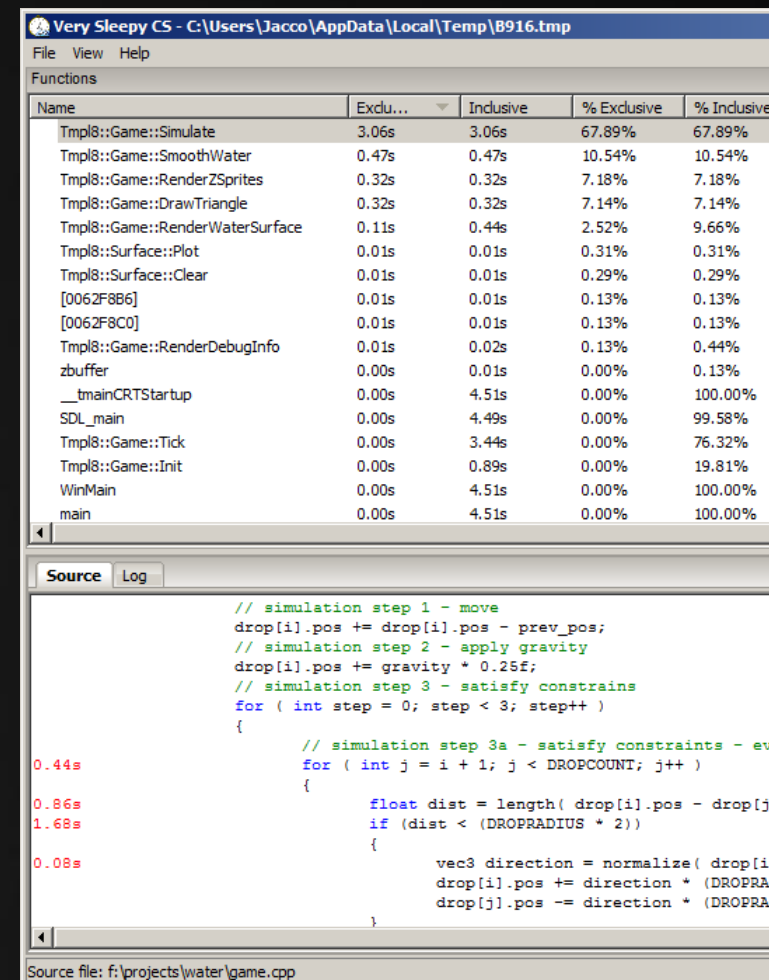 Very Sleepy CS - C:\Users\Jacco\AppData\Local\Temp\B916.tmp
File View Help
Functions
Name Exclu... Inclusive % Exclusive % Inclusive
Tmpl8::Game::Simulate 3.06s 3.06s 67.89% 67.89%
Tmpl8::Game::SmoothWater 0.47s 0.47s 10.54% 10.54%
Tmpl8::Game::RenderZSprites 0.32s 0.32s 7.18% 7.18%
Tmpl8::Game::DrawTriangle 0.32s 0.32s 7.14% 7.14%
Tmpl8::Game::RenderWaterSurface 0.11s 0.44s 2.52% 9.66%
Tmpl8::Surface::Plot 0.01s 0.01s 0.31% 0.31%
Tmpl8::Surface::Clear 0.01s 0.01s 0.29% 0.29%
[0062F8B6] 0.01s 0.01s 0.13% 0.13%
[0062F8C0] 0.01s 0.01s 0.13% 0.13%
Tmpl8::Game::RenderDebugInfo 0.01s 0.02s 0.13% 0.44%
zbuffer 0.00s 0.01s 0.00% 0.13%
__tmainCRTStartup 0.00s 4.51s 0.00% 100.00%
SDL_main 0.00s 4.49s 0.00% 99.58%
Tmpl8::Game::Tick 0.00s 3.44s 0.00% 76.32%
Tmpl8::Game::Init 0.00s 0.89s 0.00% 19.81%
WinMain 0.00s 4.51s 0.00% 100.00%
main 0.00s 4.51s 0.00% 100.00%
Source Log
// simulation step 1 - move
drop[i].pos += drop[i].pos - prev_pos;
// simulation step 2 - apply gravity
drop[i].pos += gravity * 0.25f;
// simulation step 3 - satisfy constrains
for ( int step = 0; step < 3; step++ )
{
// simulation step 3a - satisfy constraints - ev
0.44s for ( int j = i + 1; j < DROPCOUNT; j++ )
{
0.86s float dist = length( drop[i].pos - drop[j
1.68s if (dist < (DROPRADIUS * 2))
{
0.08s vec3 direction = normalize( drop[i
drop[i].pos += direction * (DROPRA
drop[j].pos -= direction * (DROPRA
}
Source file: f:\projects\water\game.cpp